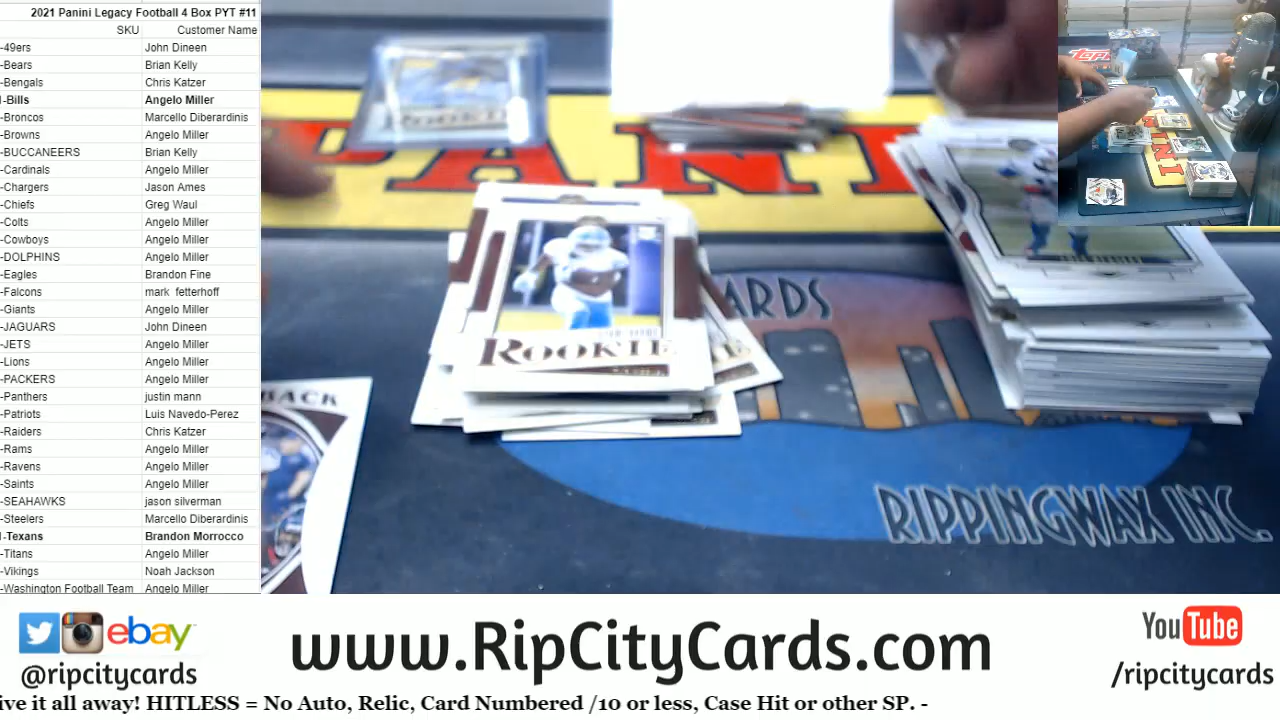 2021 Panini Legacy Football 4 Box PYT #11
SKU Customer Name
-49ers John Dineen
-Bears Brian Kelly
-Bengals Chris Katzer
-Bills Angelo Miller
-Broncos Marcello Diberardinis
-Browns Angelo Miller
-BUCCANEERS Brian Kelly
-Cardinals Angelo Miller
-Chargers Jason Ames
-Chiefs Greg Waul
-Colts Angelo Miller
-Cowboys Angelo Miller
-DOLPHINS Angelo Miller
-Eagles Brandon Fine
-Falcons mark fetterhoff
-Giants Angelo Miller
-JAGUARS John Dineen
-JETS Angelo Miller
-Lions Angelo Miller
-PACKERS Angelo Miller
-Panthers justin mann
-Patriots Luis Navedo-Perez
-Raiders Chris Katzer
-Rams Angelo Miller
-Ravens Angelo Miller
-Saints Angelo Miller
-SEAHAWKS jason silverman
-Steelers Marcello Diberardinis
-Texans Brandon Morrocco
-Titans Angelo Miller
-Vikings Noah Jackson
-Washington Football Team Angelo Miller
PANINI
ROOKIE
ARDS
BACK
RIPPINGWAX INC.
ebay
@ripcitycards
www.RipCityCards.com
You Tube
/ripcitycards
ive it all away! HITLESS = No Auto, Relic, Card Numbered /10 or less, Case Hit or other SP. -